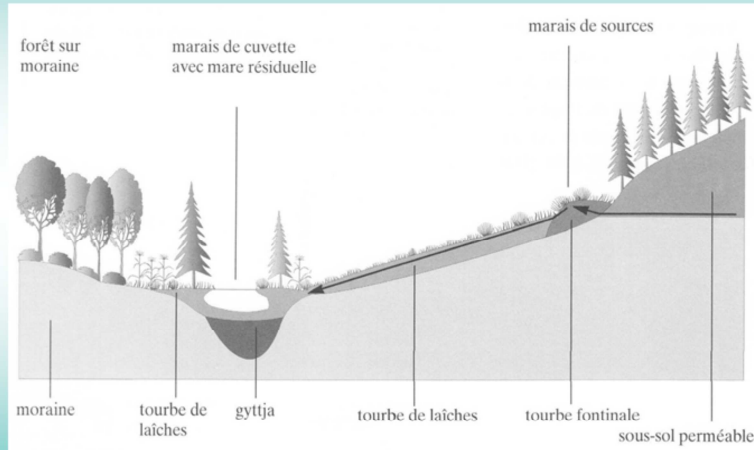 forêt sur
moraine
marais de cuvette
avec mare résiduelle
marais de sources
moraine
tourbe de
laîches
gyttja
tourbe de laîches
tourbe fontinale
sous-sol perméable